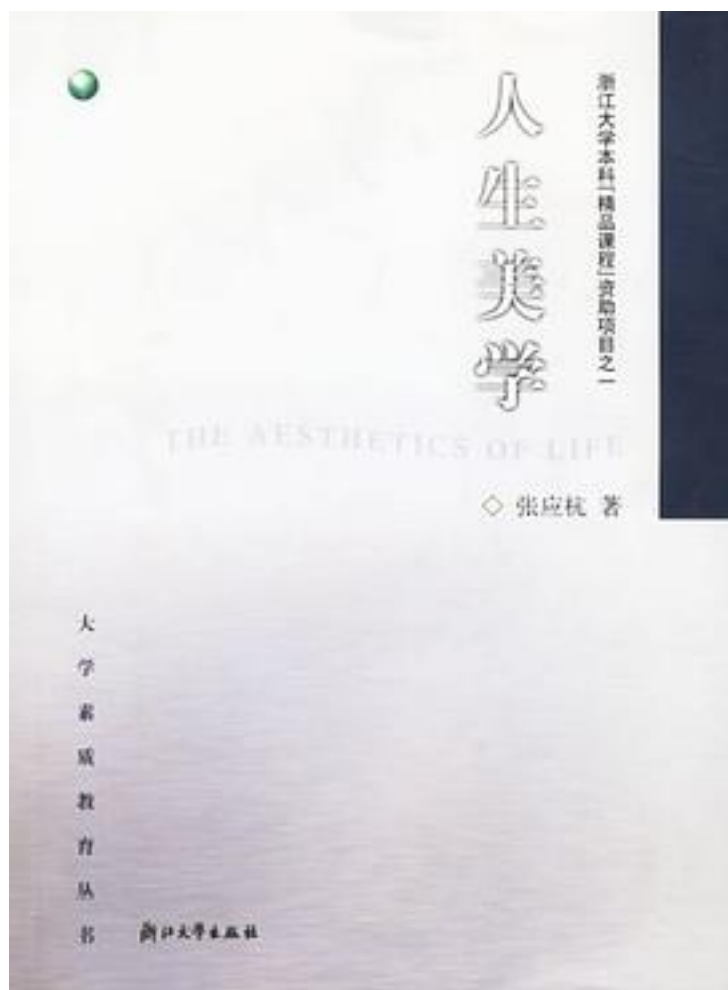 浙江大学本科「精品课程」资助项目之一
人生美学
THE AESTHETICS OF LIFE
张应杭 著
大学素质教育丛书
浙江大学出版社